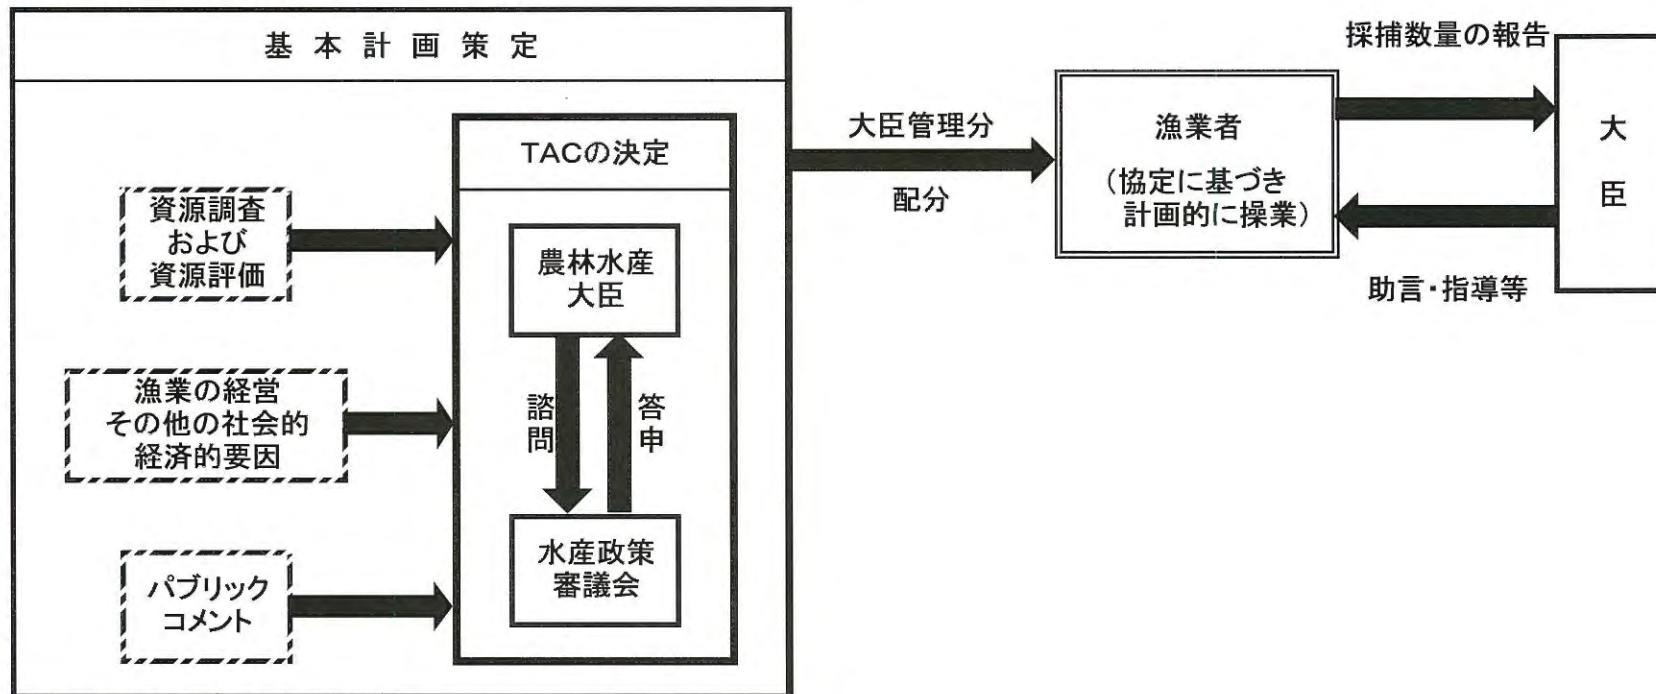 基本計画策定
資源調査
および
資源評価
漁業の経営
その他の社会的
経済的要因
パブリック
コメント
TACの決定
農林水産
大臣
諮問
答申
水産政策
審議会
大臣管理分
配分
漁業者
(協定に基づき
計画的に操業)
採捕数量の報告
助言・指導等
大臣